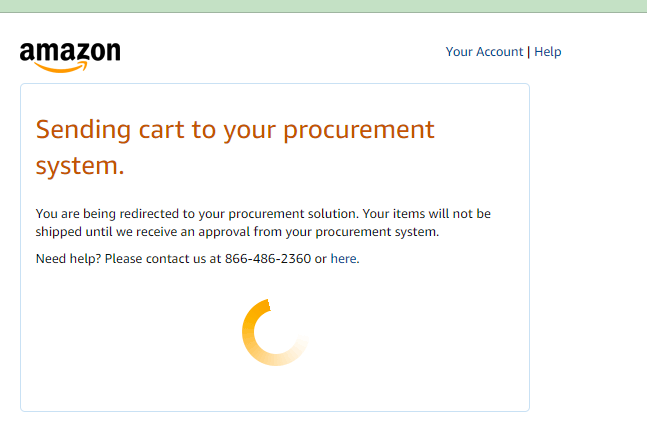 amazon
Your Account | Help
Sending cart to your procurement
system.
You are being redirected to your procurement solution. Your items will not be
shipped until we receive an approval from your procurement system.
Need help? Please contact us at 866-486-2360 or here.